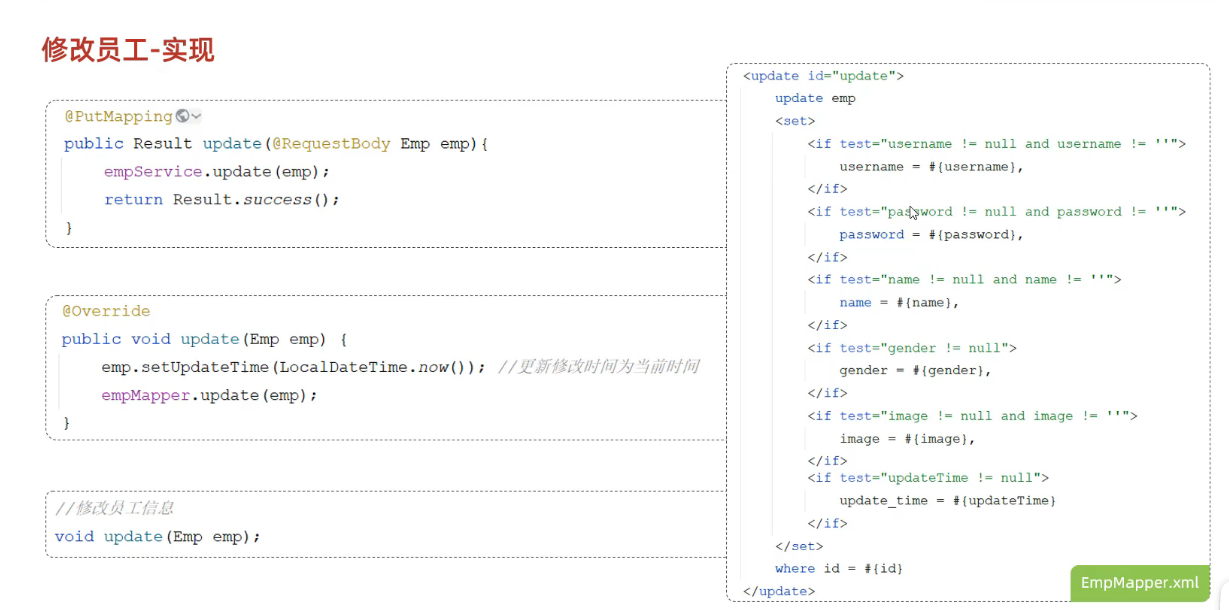 修改员工-实现
@PutMapping
public Result update(@RequestBody Emp emp){
empService.update(emp);
return Result.success();
}
@Override
public void update(Emp emp) {
emp.setUpdateTime(LocalDateTime.now()); //更新修改时间为当前时间
empMapper.update(emp);
}
//修改员工信息
void update(Emp emp);
<update id="update">
update emp
<set>
<if test="username != null and username != ''">
username = #{username},
</if>
<if test="password != null and password != ''">
password = #{password},
</if>
<if test="name != null and name != ''">
name = #{name},
</if>
<if test="gender != null">
gender = #{gender},
</if>
<if test="image != null and image != ''">
image = #{image},
</if>
<if test="updateTime != null">
update_time = #{updateTime}
</if>
</set>
where id = #{id}
</update>
EmpMapper.xml